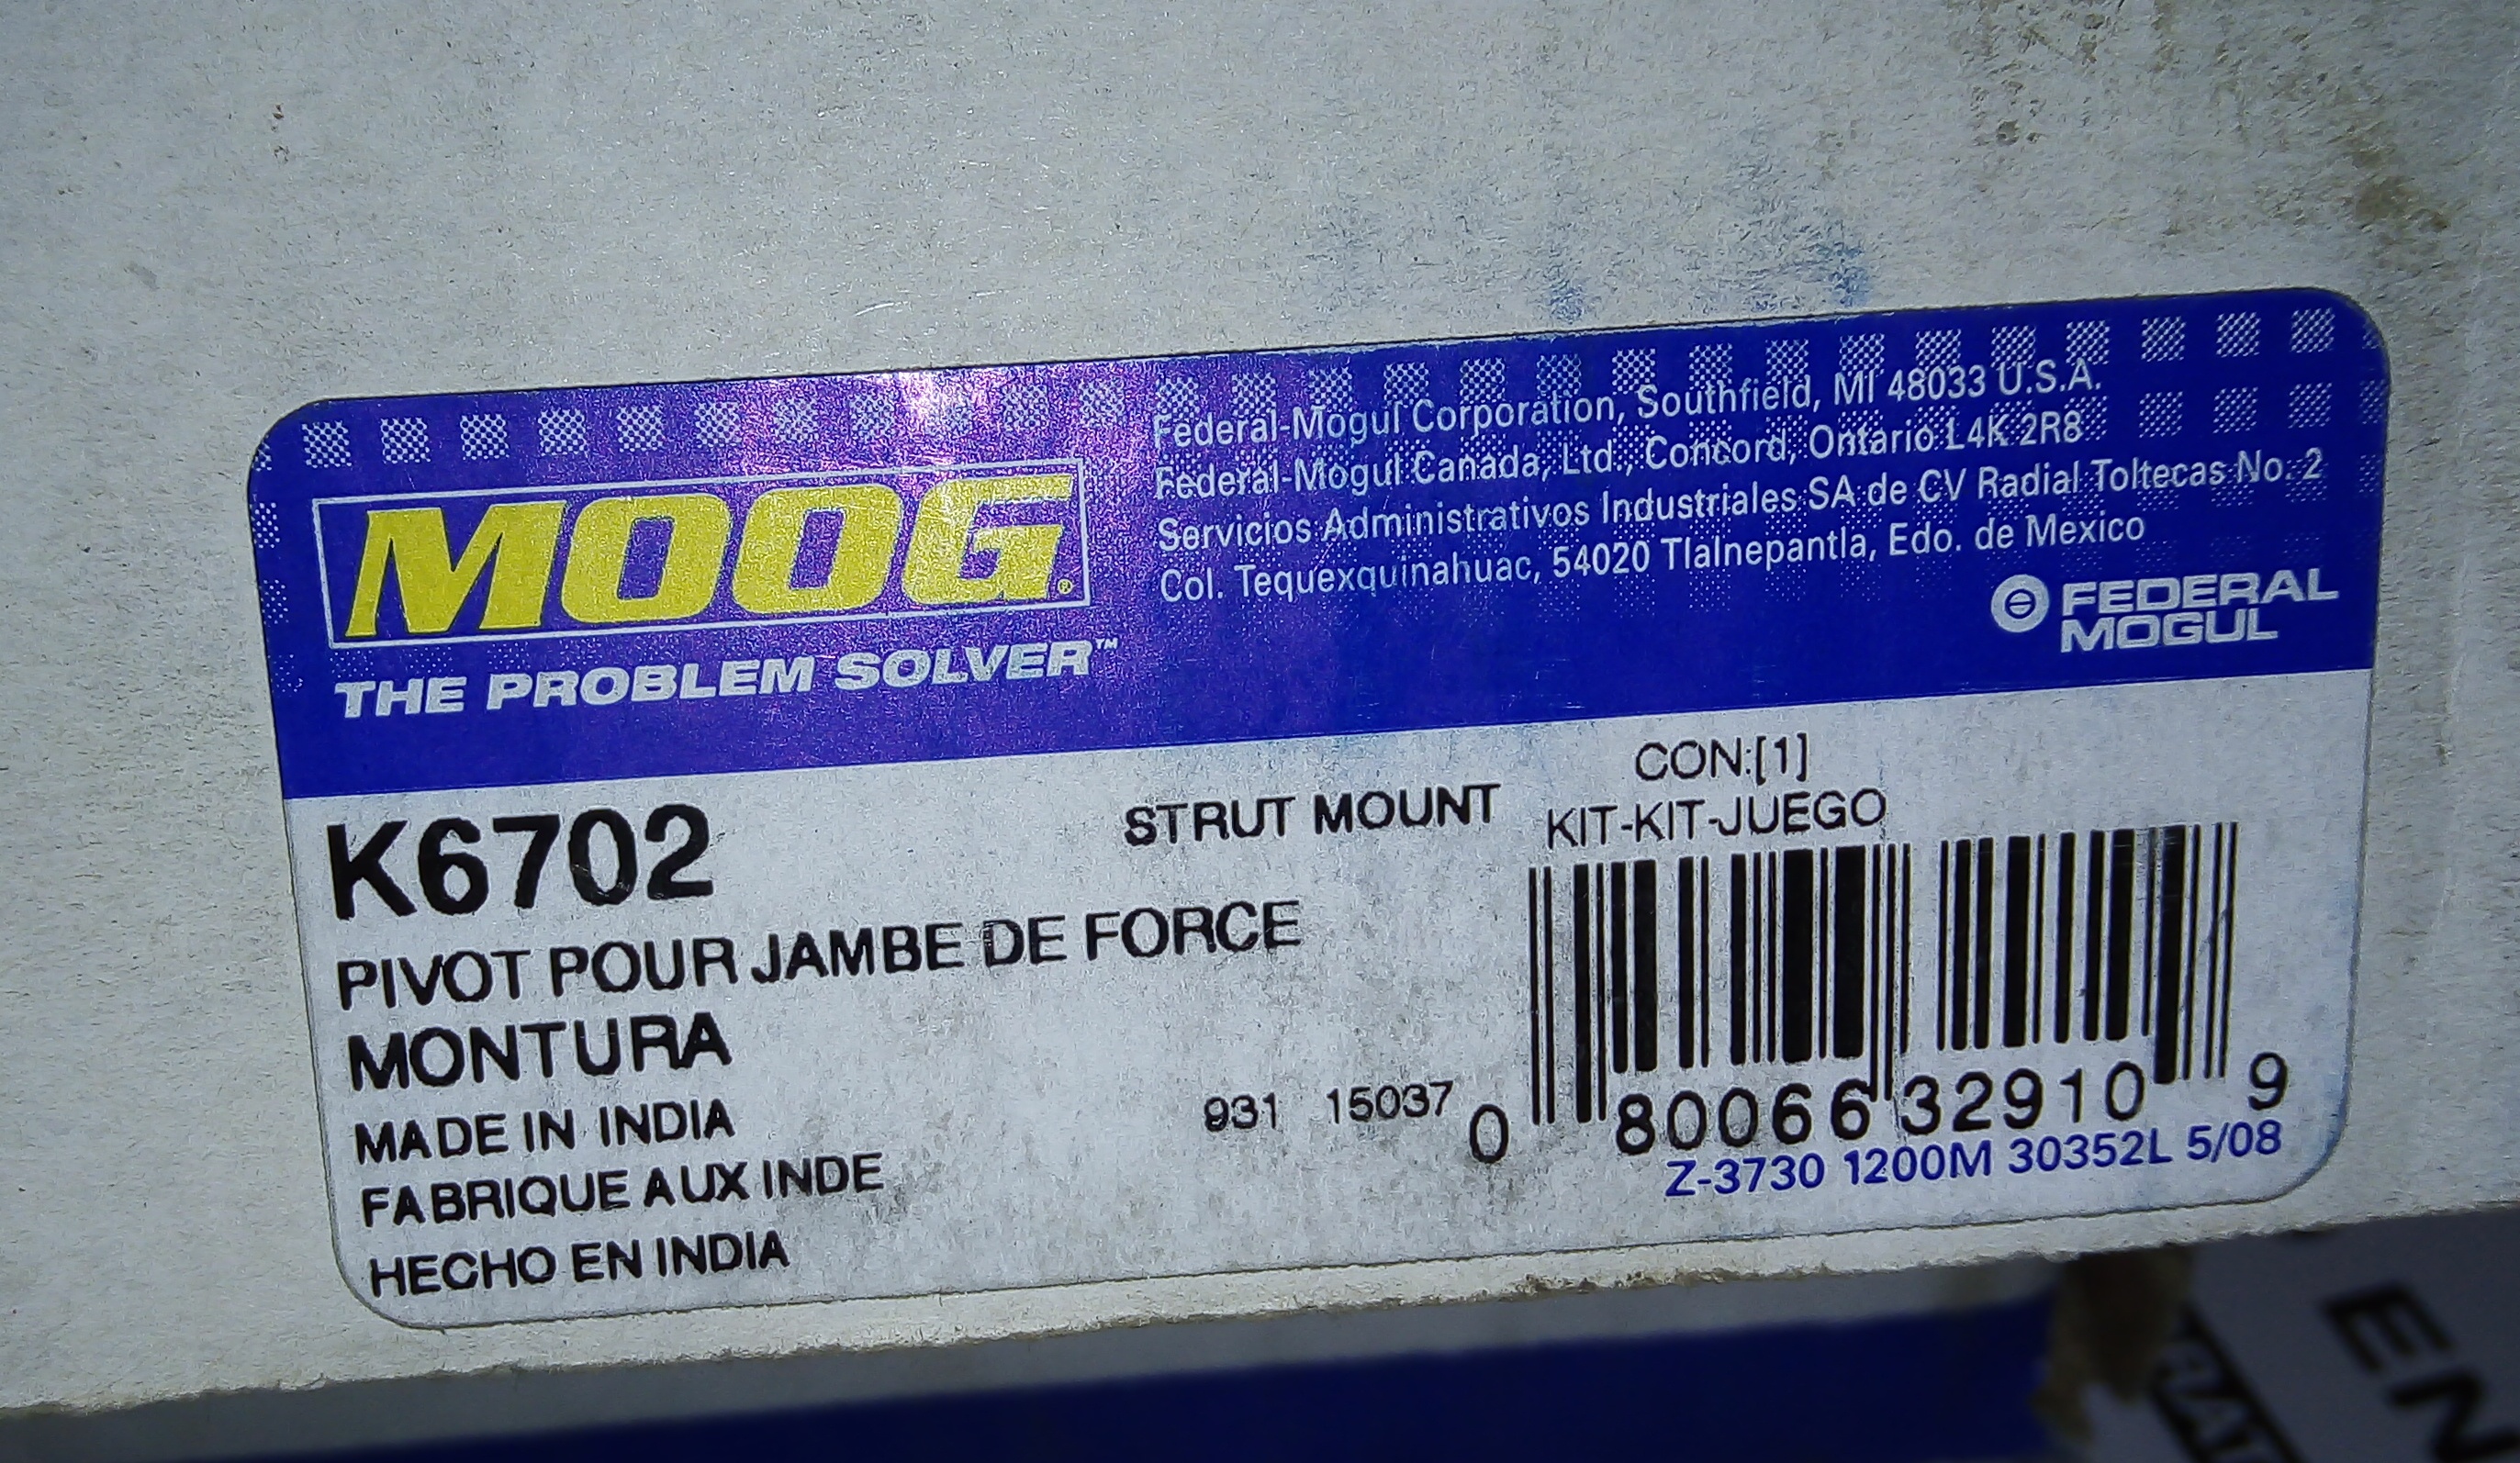 Federal-Mogul Corporation, Southfield, MI 48033 U.S.A.
Federal-Mogul Canada, Ltd., Concord, Ontario L4K 2R8
Servicios Administrativos Industriales SA de CV Radial Toltecas No. 2
Col. Tequexquinahuac, 54020 Tlalnepantla, Edo. de Mexico
MOOG®
THE PROBLEM SOLVER™
FEDERAL
MOGUL
CON:[1]
K6702 STRUT MOUNT KIT-KIT-JUEGO
PIVOT POUR JAMBE DE FORCE
MONTURA
MADE IN INDIA
931 15037
0 80066 32910 9
FABRIQUE AUX INDE
Z-3730 1200M 30352L 5/08
HECHO EN INDIA
EN